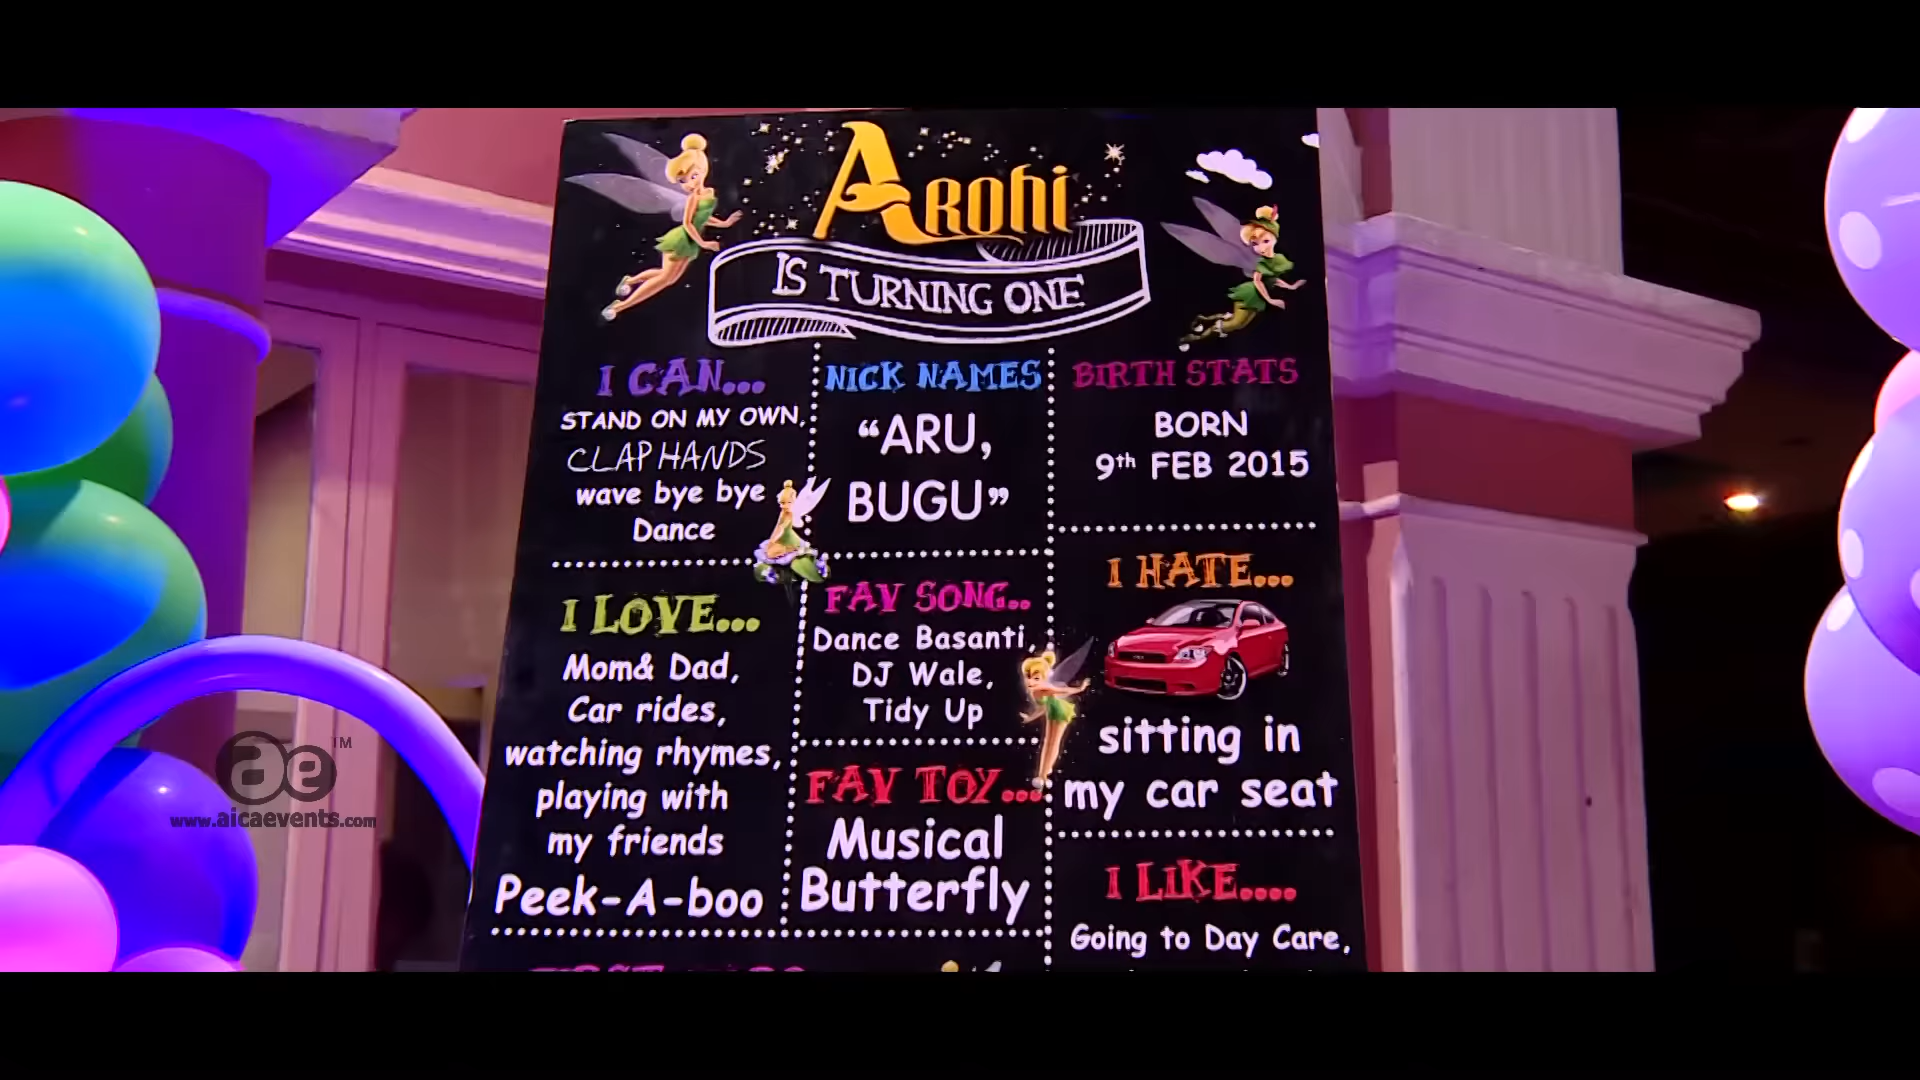 Arohi
IS TURNING ONE
I CAN...
STAND ON MY OWN,
CLAP HANDS
wave bye bye
Dance
NICK NAMES
“ARU,
BUGU”
BIRTH STATS
BORN
9th FEB 2015
I LOVE...
Mom& Dad,
Car rides,
watching rhymes,
playing with
my friends
Peek-A-boo
FAV SONG..
Dance Basanti,
DJ Wale,
Tidy Up
FAV TOY...
Musical
Butterfly
I HATE...
sitting in
my car seat
I LIKE....
Going to Day Care,
ae TM
www.aicaevents.com